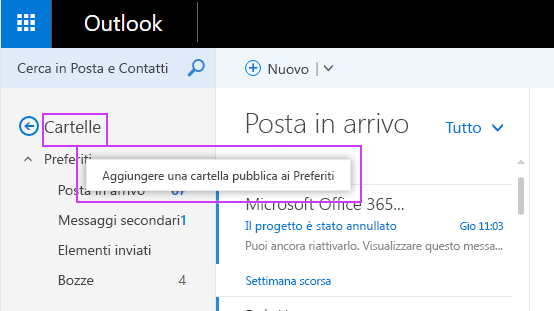 Outlook
Cerca in Posta e Contatti
Nuovo
Cartelle
Posta in arrivo
Tutto
Preferiti
Aggiungere una cartella pubblica ai Preferiti
Posta in arrivo 67
Messaggi secondari 1
Elementi inviati
Bozze 4
Microsoft Office 365...
Il progetto è stato annullato Gio 11:03
Puoi ancora riattivarlo. Visualizzare questo messa...
Settimana scorsa